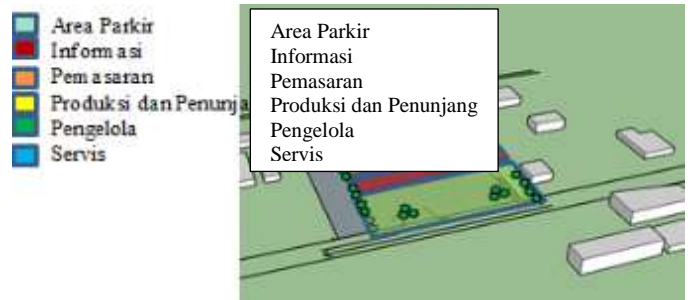 Area Parkir
Informasi
Pemasaran
Produksi dan Penunja
Pengelola
Servis
Area Parkir
Informasi
Pemasaran
Produksi dan Penunjang
Pengelola
Servis